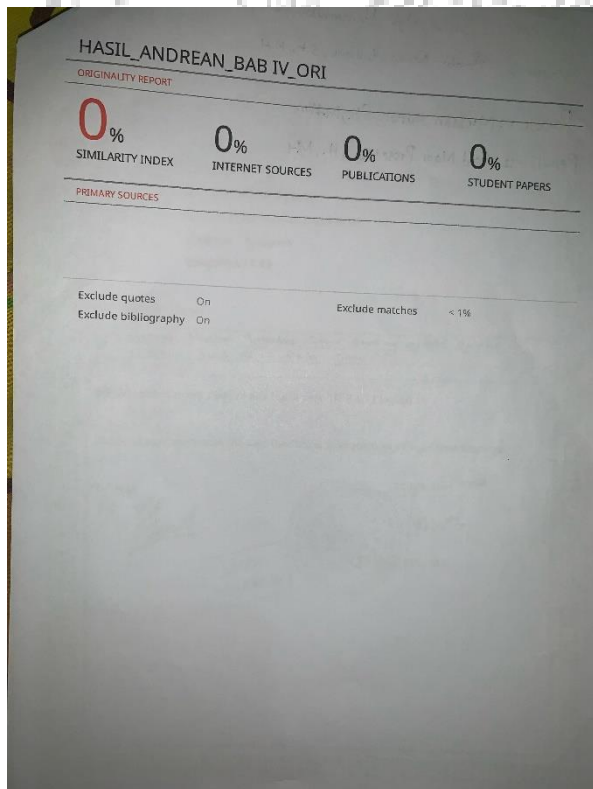 HASIL_ANDREAN_BAB IV_ORI
ORIGINALITY REPORT
0% 0% 0% 0%
SIMILARITY INDEX INTERNET SOURCES PUBLICATIONS STUDENT PAPERS
PRIMARY SOURCES
Exclude quotes On Exclude matches < 1%
Exclude bibliography On